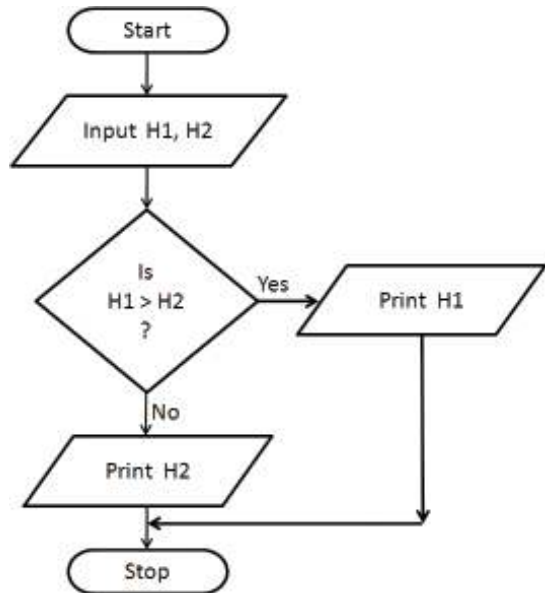 Start
Input H1, H2
Is
H1 > H2
?
Yes
Print H1
No
Print H2
Stop